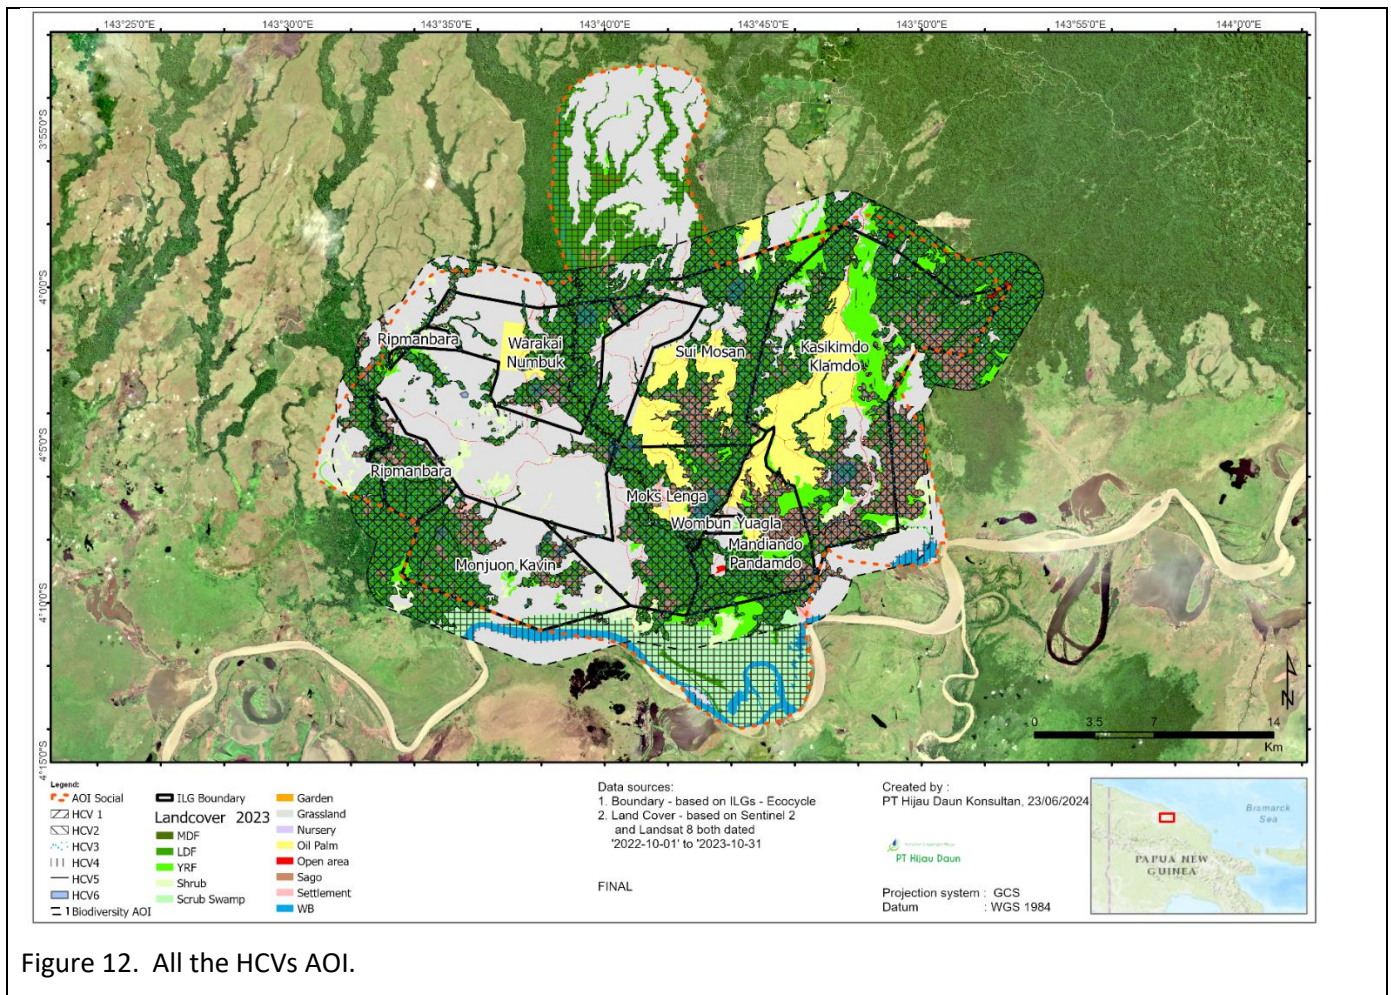 143°25'0"E 143°30'0"E 143°35'0"E 143°40'0"E 143°45'0"E 143°50'0"E 143°55'0"E 144°0'0"E
3°55'0"S
4°0'0"S
4°5'0"S
4°10'0"S
4°15'0"S
Ripmanbara
Warakai
Numbuk
Sui Mosan
Kasikimdo
Klamdo
Ripmanbara
Moks Lenga
Wombun Yuagla
Mandiando
Pandamdo
Monjuon Kavin
N
0 3.5 7 14
Km
Legend:
AOI Social
HCV 1
HCV2
HCV3
HCV4
HCV5
HCV6
Biodiversity AOI
ILG Boundary
Landcover 2023
MDF
LDF
YRF
Shrub
Scrub Swamp
Garden
Grassland
Nursery
Oil Palm
Open area
Sago
Settlement
WB
Data sources:
1. Boundary - based on ILGs - Ecocycle
2. Land Cover - based on Sentinel 2
and Landsat 8 both dated
'2022-10-01' to '2023-10-31
FINAL
Created by :
PT Hijau Daun Konsultan, 23/06/2024
PT Hijau Daun
Projection system : GCS
Datum : WGS 1984
Bismarck
Sea
PAPUA NEW
GUINEA
Figure 12. All the HCVs AOI.